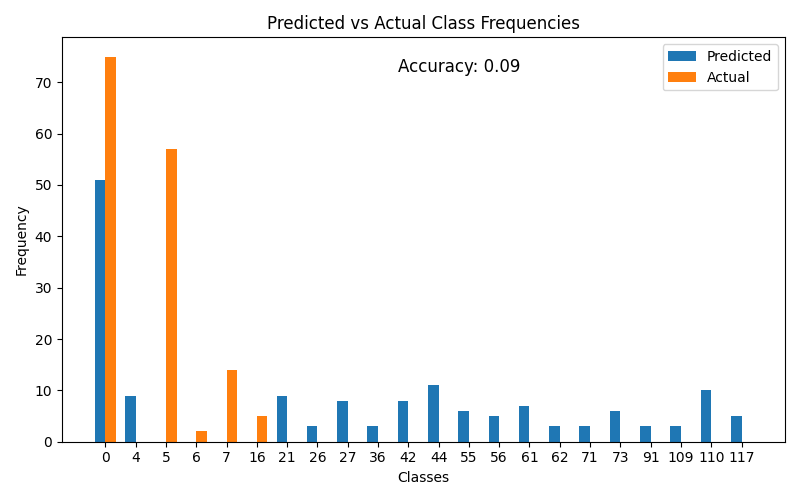 Predicted vs Actual Class Frequencies
Accuracy: 0.09
Predicted
Actual
Frequency
70
60
50
40
30
20
10
0
0 4 5 6 7 16 21 26 27 36 42 44 55 56 61 62 71 73 91 109 110 117
Classes